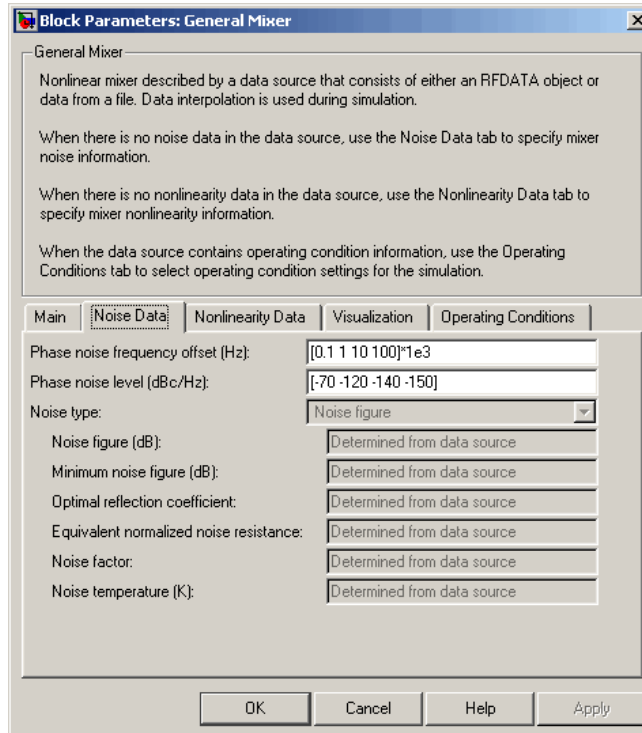 Block Parameters: General Mixer
General Mixer
Nonlinear mixer described by a data source that consists of either an RFDATA object or
data from a file. Data interpolation is used during simulation.
When there is no noise data in the data source, use the Noise Data tab to specify mixer
noise information.
When there is no nonlinearity data in the data source, use the Nonlinearity Data tab to
specify mixer nonlinearity information.
When the data source contains operating condition information, use the Operating
Conditions tab to select operating condition settings for the simulation.
Main Noise Data Nonlinearity Data Visualization Operating Conditions
Phase noise frequency offset (Hz): [0.1 1 10 100]*1e3
Phase noise level (dBc/Hz): [-70 -120 -140 -150]
Noise type: Noise figure
Noise figure (dB): Determined from data source
Minimum noise figure (dB): Determined from data source
Optimal reflection coefficient: Determined from data source
Equivalent normalized noise resistance: Determined from data source
Noise factor: Determined from data source
Noise temperature (K): Determined from data source
OK Cancel Help Apply